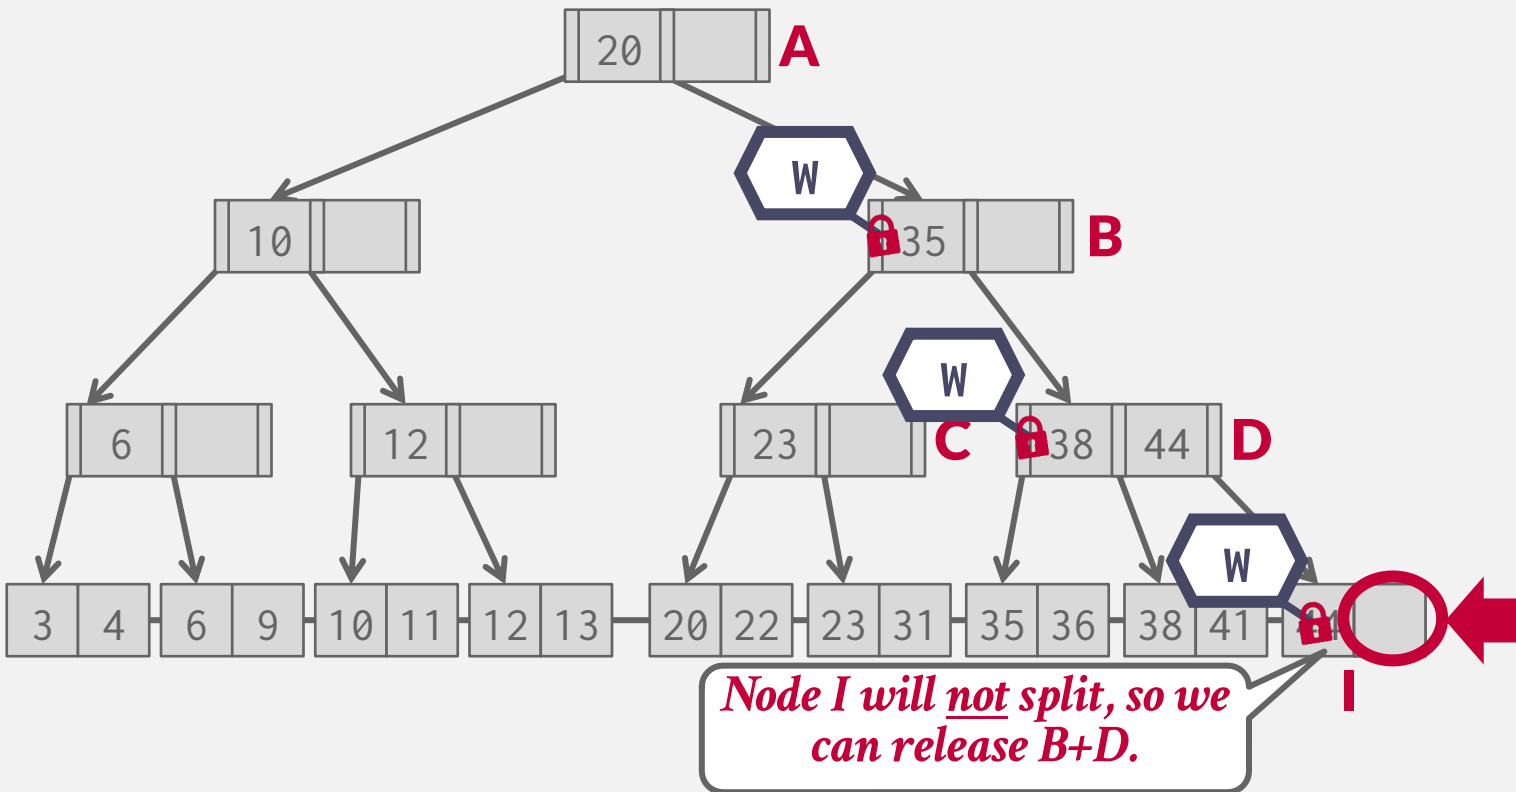 20 A
W
10 35 B
W
6 12 23 C 38 44 D
W
3 4 6 9 10 11 12 13 20 22 23 31 35 36 38 41 44
I
Node I will not split, so we
can release B+D.